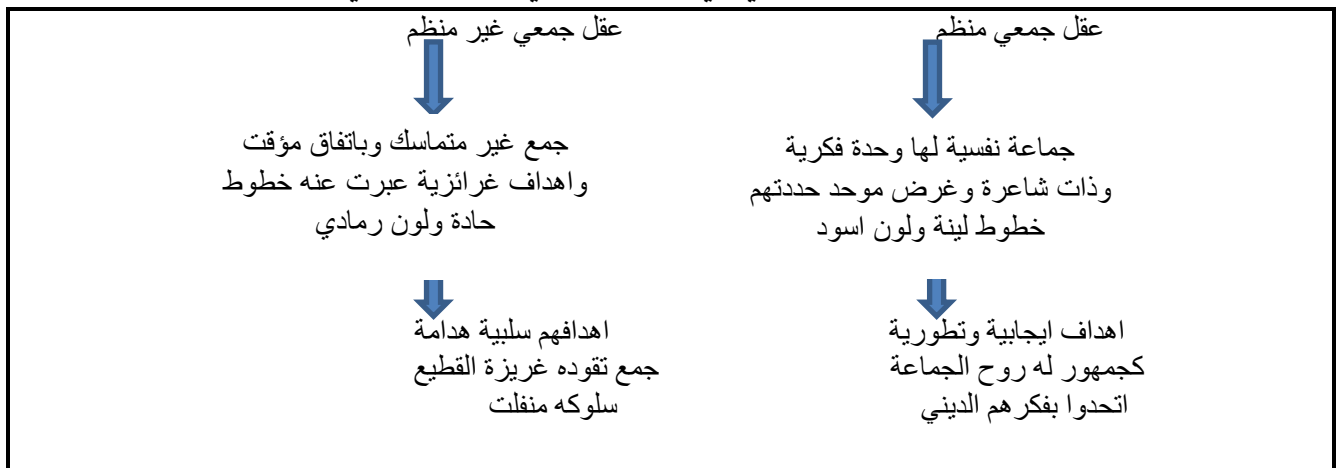 عقل جمعي منظم
جماعة نفسية لها وحدة فكرية
وذات شاعرة وغرض موحد حددتهم
خطوط لينة ولون اسود
اهداف ايجابية وتطورية
كجمهور له روح الجماعة
اتحدوا بفكرهم الديني
عقل جمعي غير منظم
جمع غير متماسك وباتفاق مؤقت
واهداف غرائزية عبرت عنه خطوط
حادة ولون رمادي
اهدافهم سلبية هدامة
جمع تقوده غريزة القطيع
سلوكه منفلت